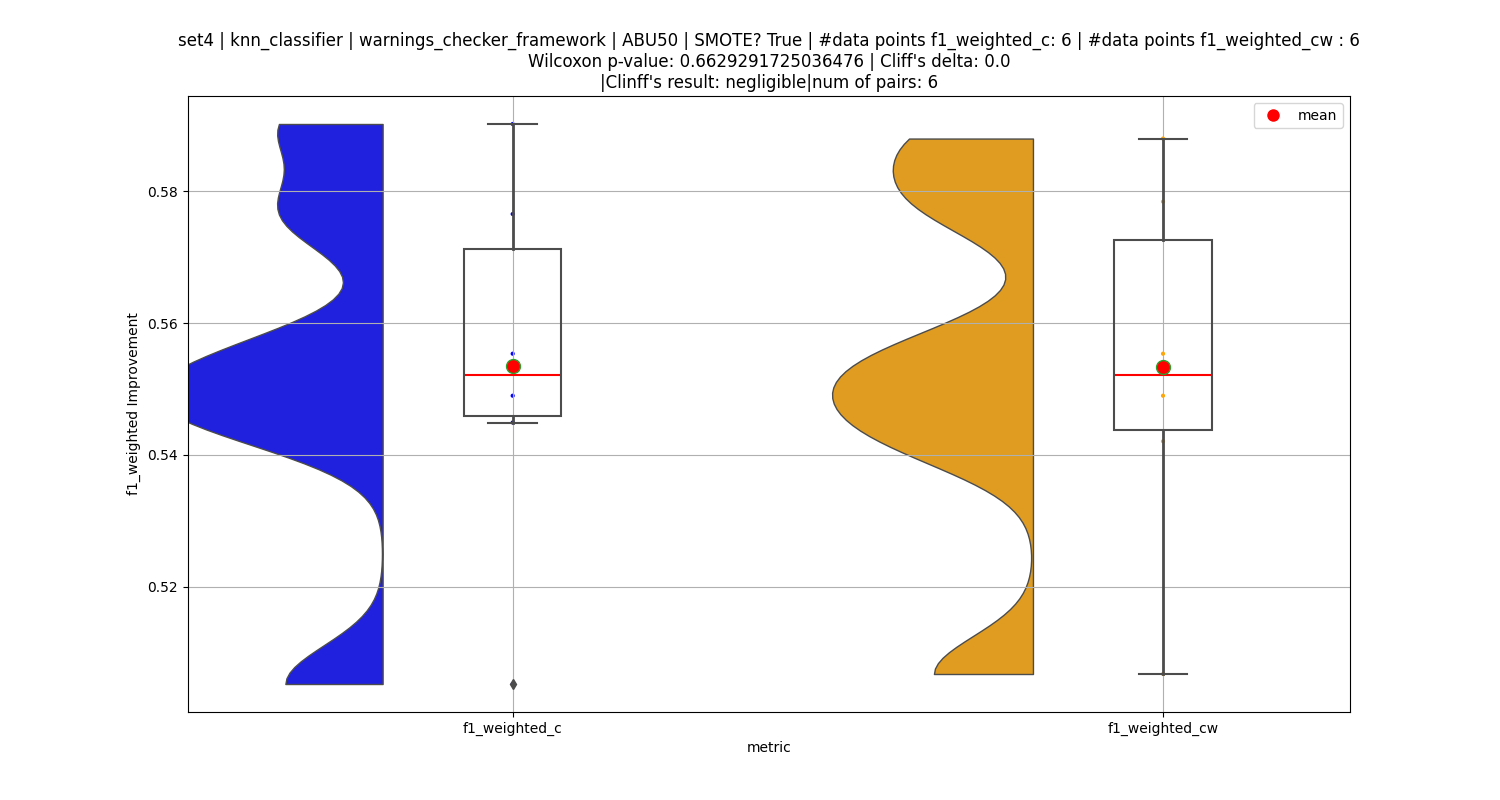 set4 | knn_classifier | warnings_checker_framework | ABU50 | SMOTE? True | #data points f1_weighted_c: 6 | #data points f1_weighted_cw : 6
Wilcoxon p-value: 0.6629291725036476 | Cliff's delta: 0.0
|Clinff's result: negligible|num of pairs: 6
mean
0.58
0.56
0.54
0.52
f1_weighted Improvement
f1_weighted_c
f1_weighted_cw
metric